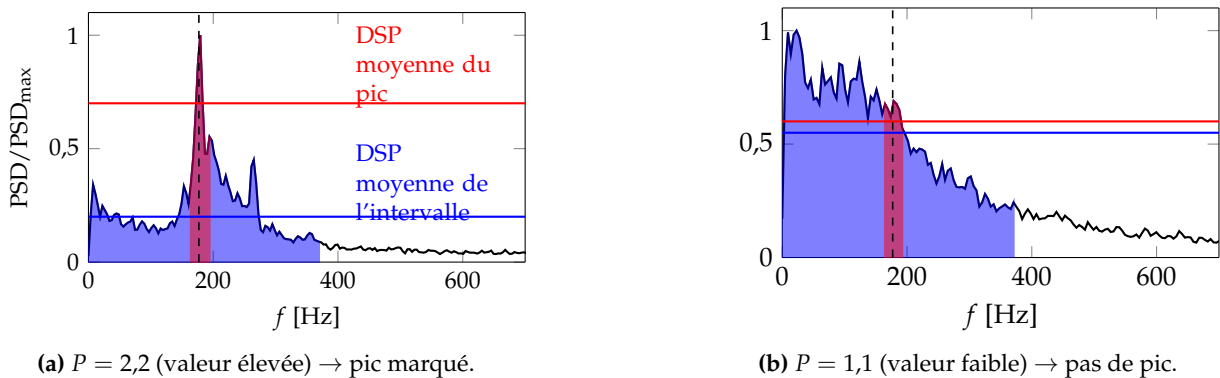 1
0,5
0
PSD/PSD_max
DSP
moyenne du
pic
DSP
moyenne de
l'intervalle
0 200 400 600
f [Hz]
(a) P = 2,2 (valeur élevée) → pic marqué.
1
0,5
0
0 200 400 600
f [Hz]
(b) P = 1,1 (valeur faible) → pas de pic.